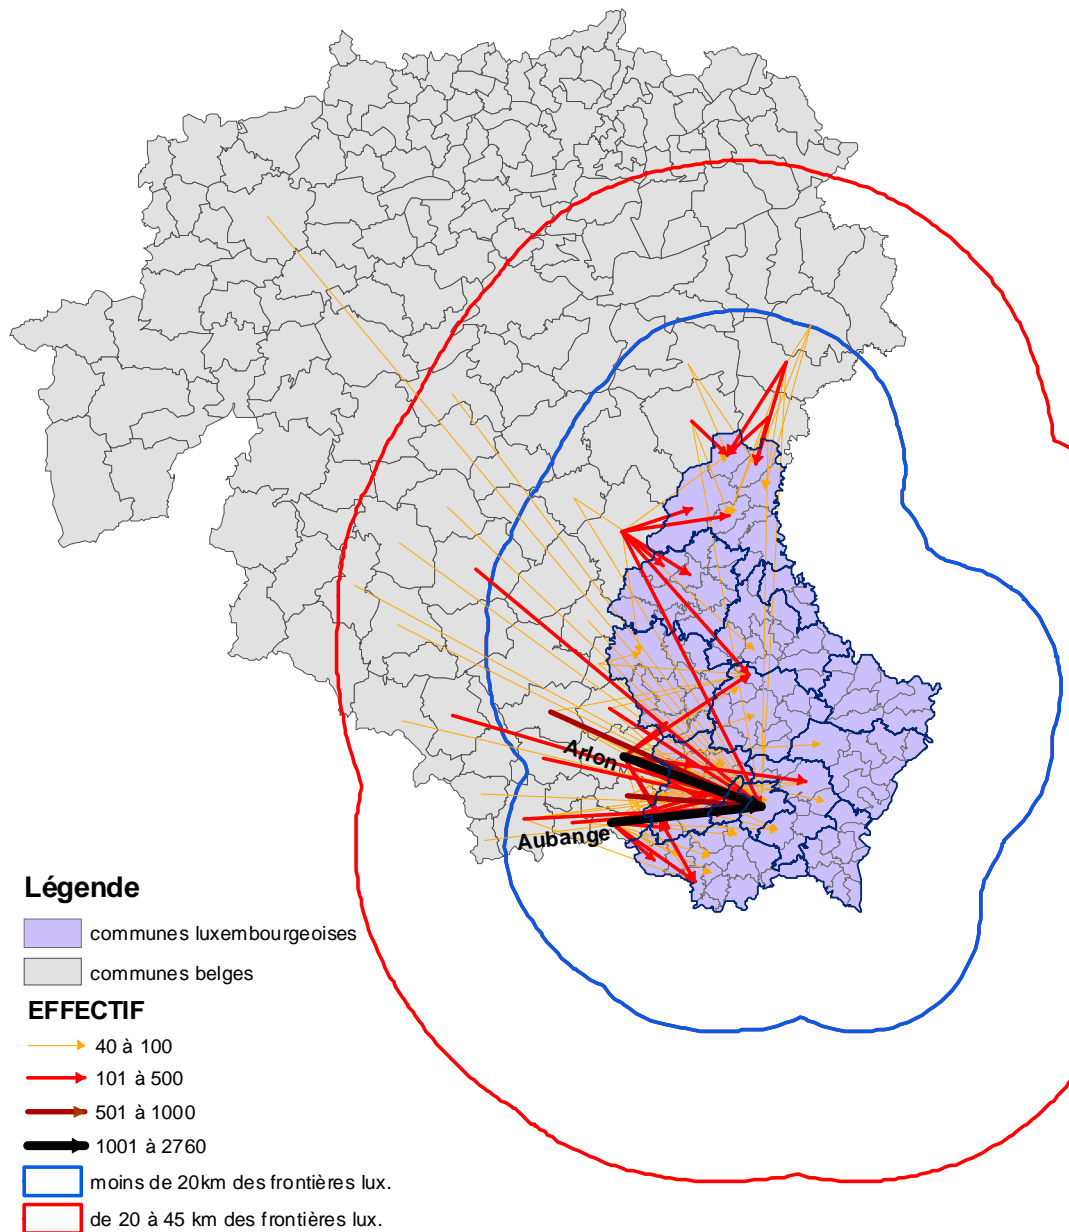 Arlon
Aubange
Légende
communes luxembourgeoises
communes belges
EFFECTIF
40 à 100
101 à 500
501 à 1000
1001 à 2760
moins de 20km des frontières lux.
de 20 à 45 km des frontières lux.